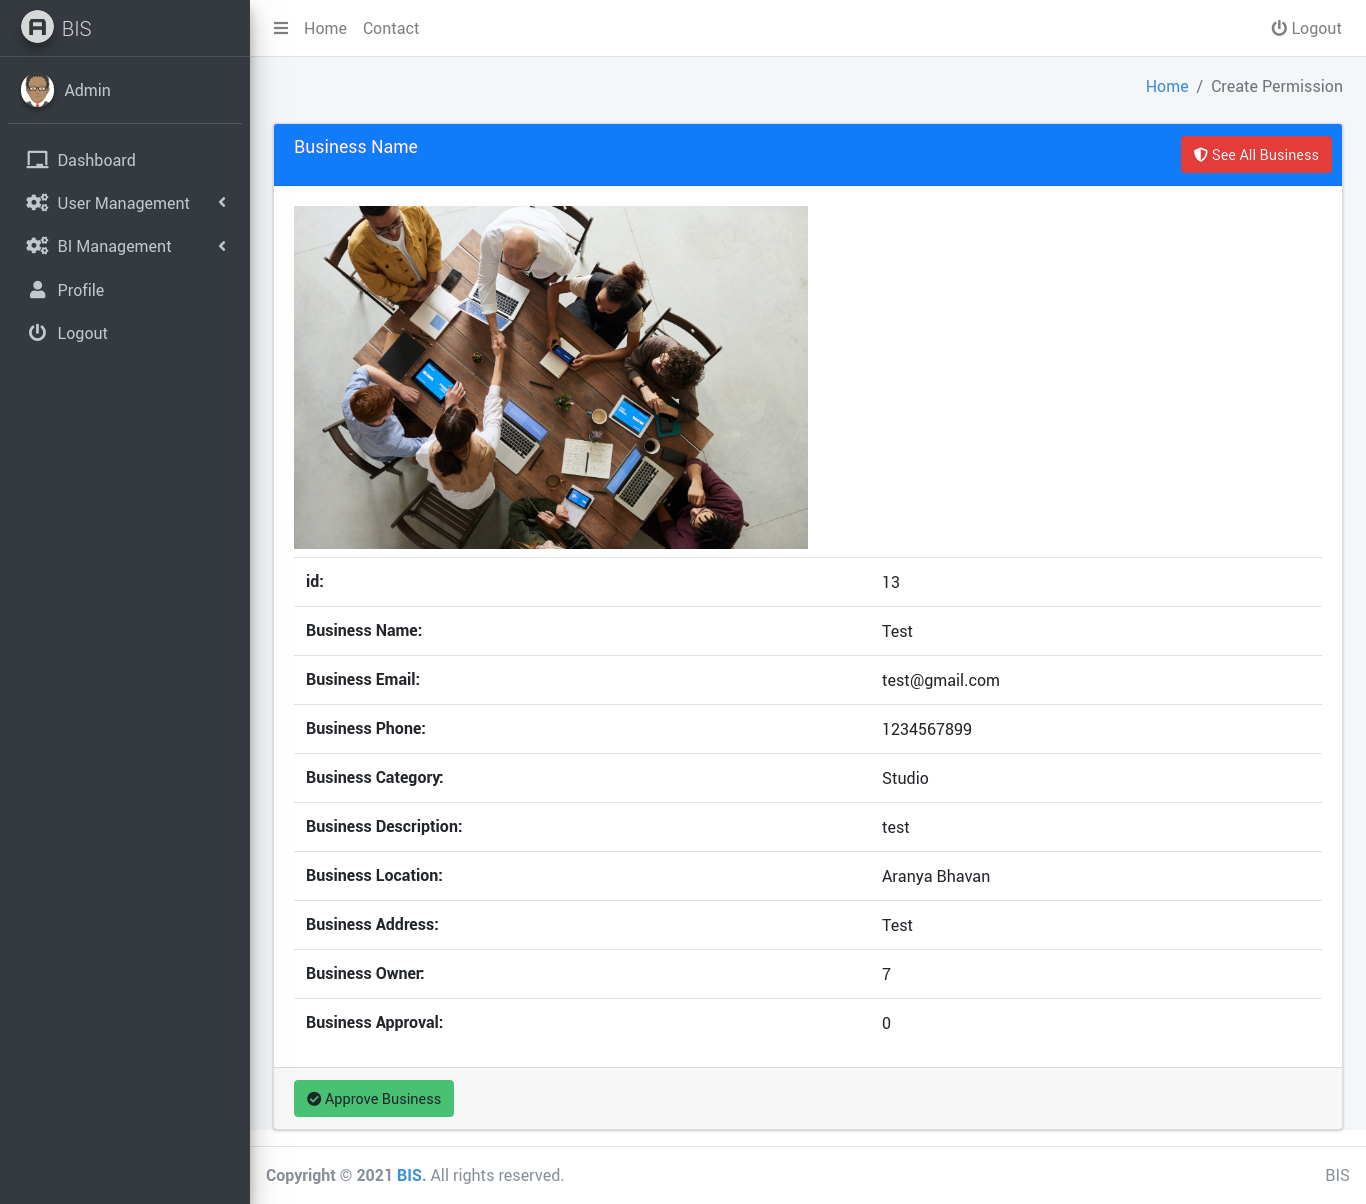 BIS
Home Contact
Logout
Admin
Home / Create Permission
Dashboard
User Management
BI Management
Profile
Logout
Business Name
See All Business
id: 13
Business Name: Test
Business Email: test@gmail.com
Business Phone: 1234567899
Business Category: Studio
Business Description: test
Business Location: Aranya Bhavan
Business Address: Test
Business Owner: 7
Business Approval: 0
Approve Business
Copyright © 2021 BIS. All rights reserved.
BIS